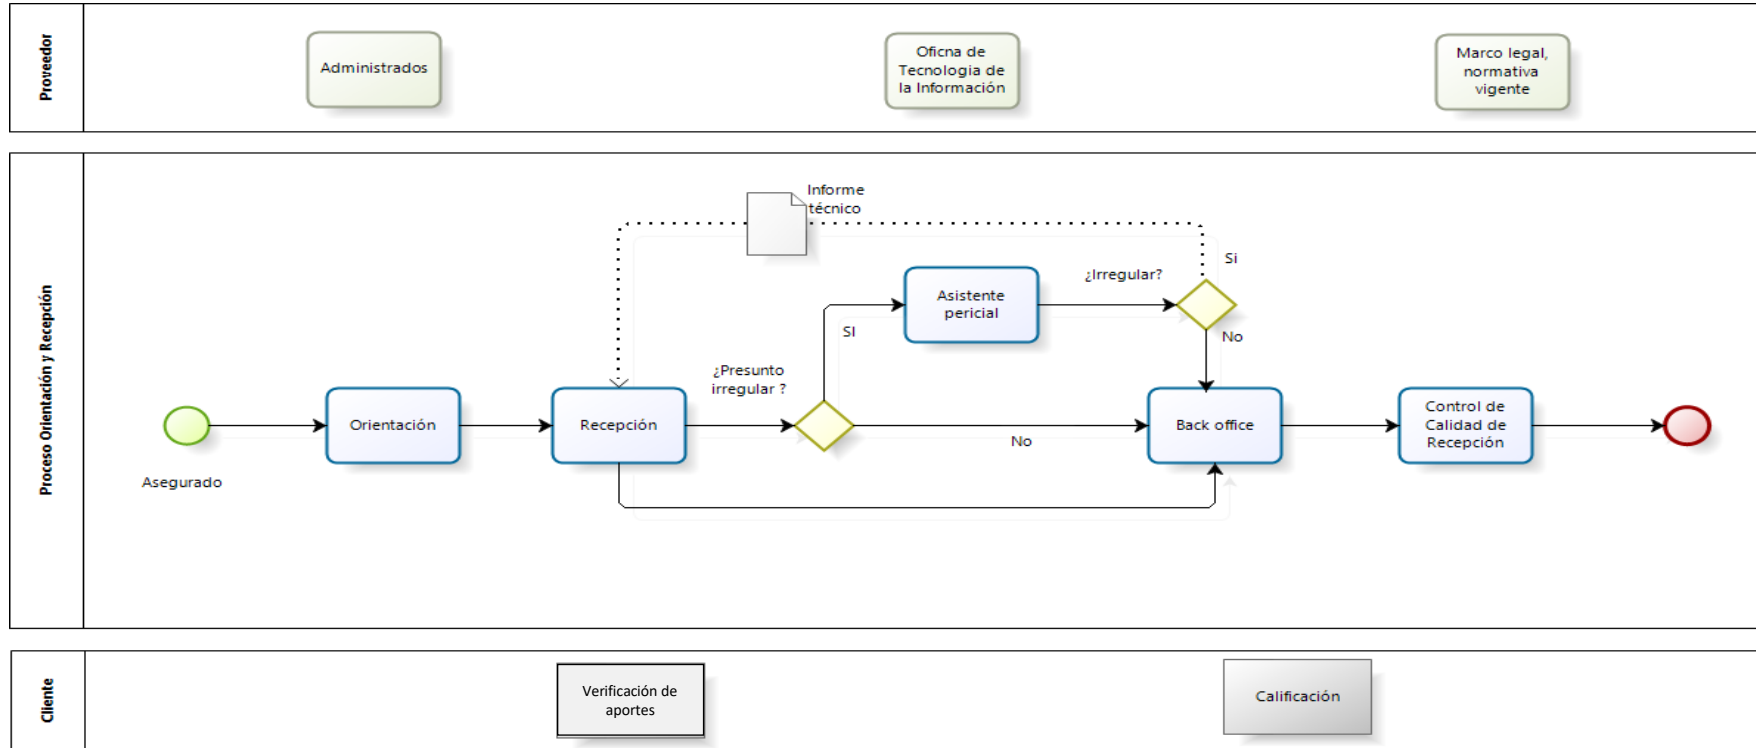 Proveedor
Administrados
Oficna de
Tecnologia de
la Información
Marco legal,
normativa
vigente
Proceso Orientación y Recepción
Informe
técnico
Si
¿Irregular?
Asistente
pericial
SI
No
¿Presunto
irregular ?
Orientación
Recepción
No
Back office
Control de
Calidad de
Recepción
Asegurado
Cliente
Verificación de
aportes
Calificación